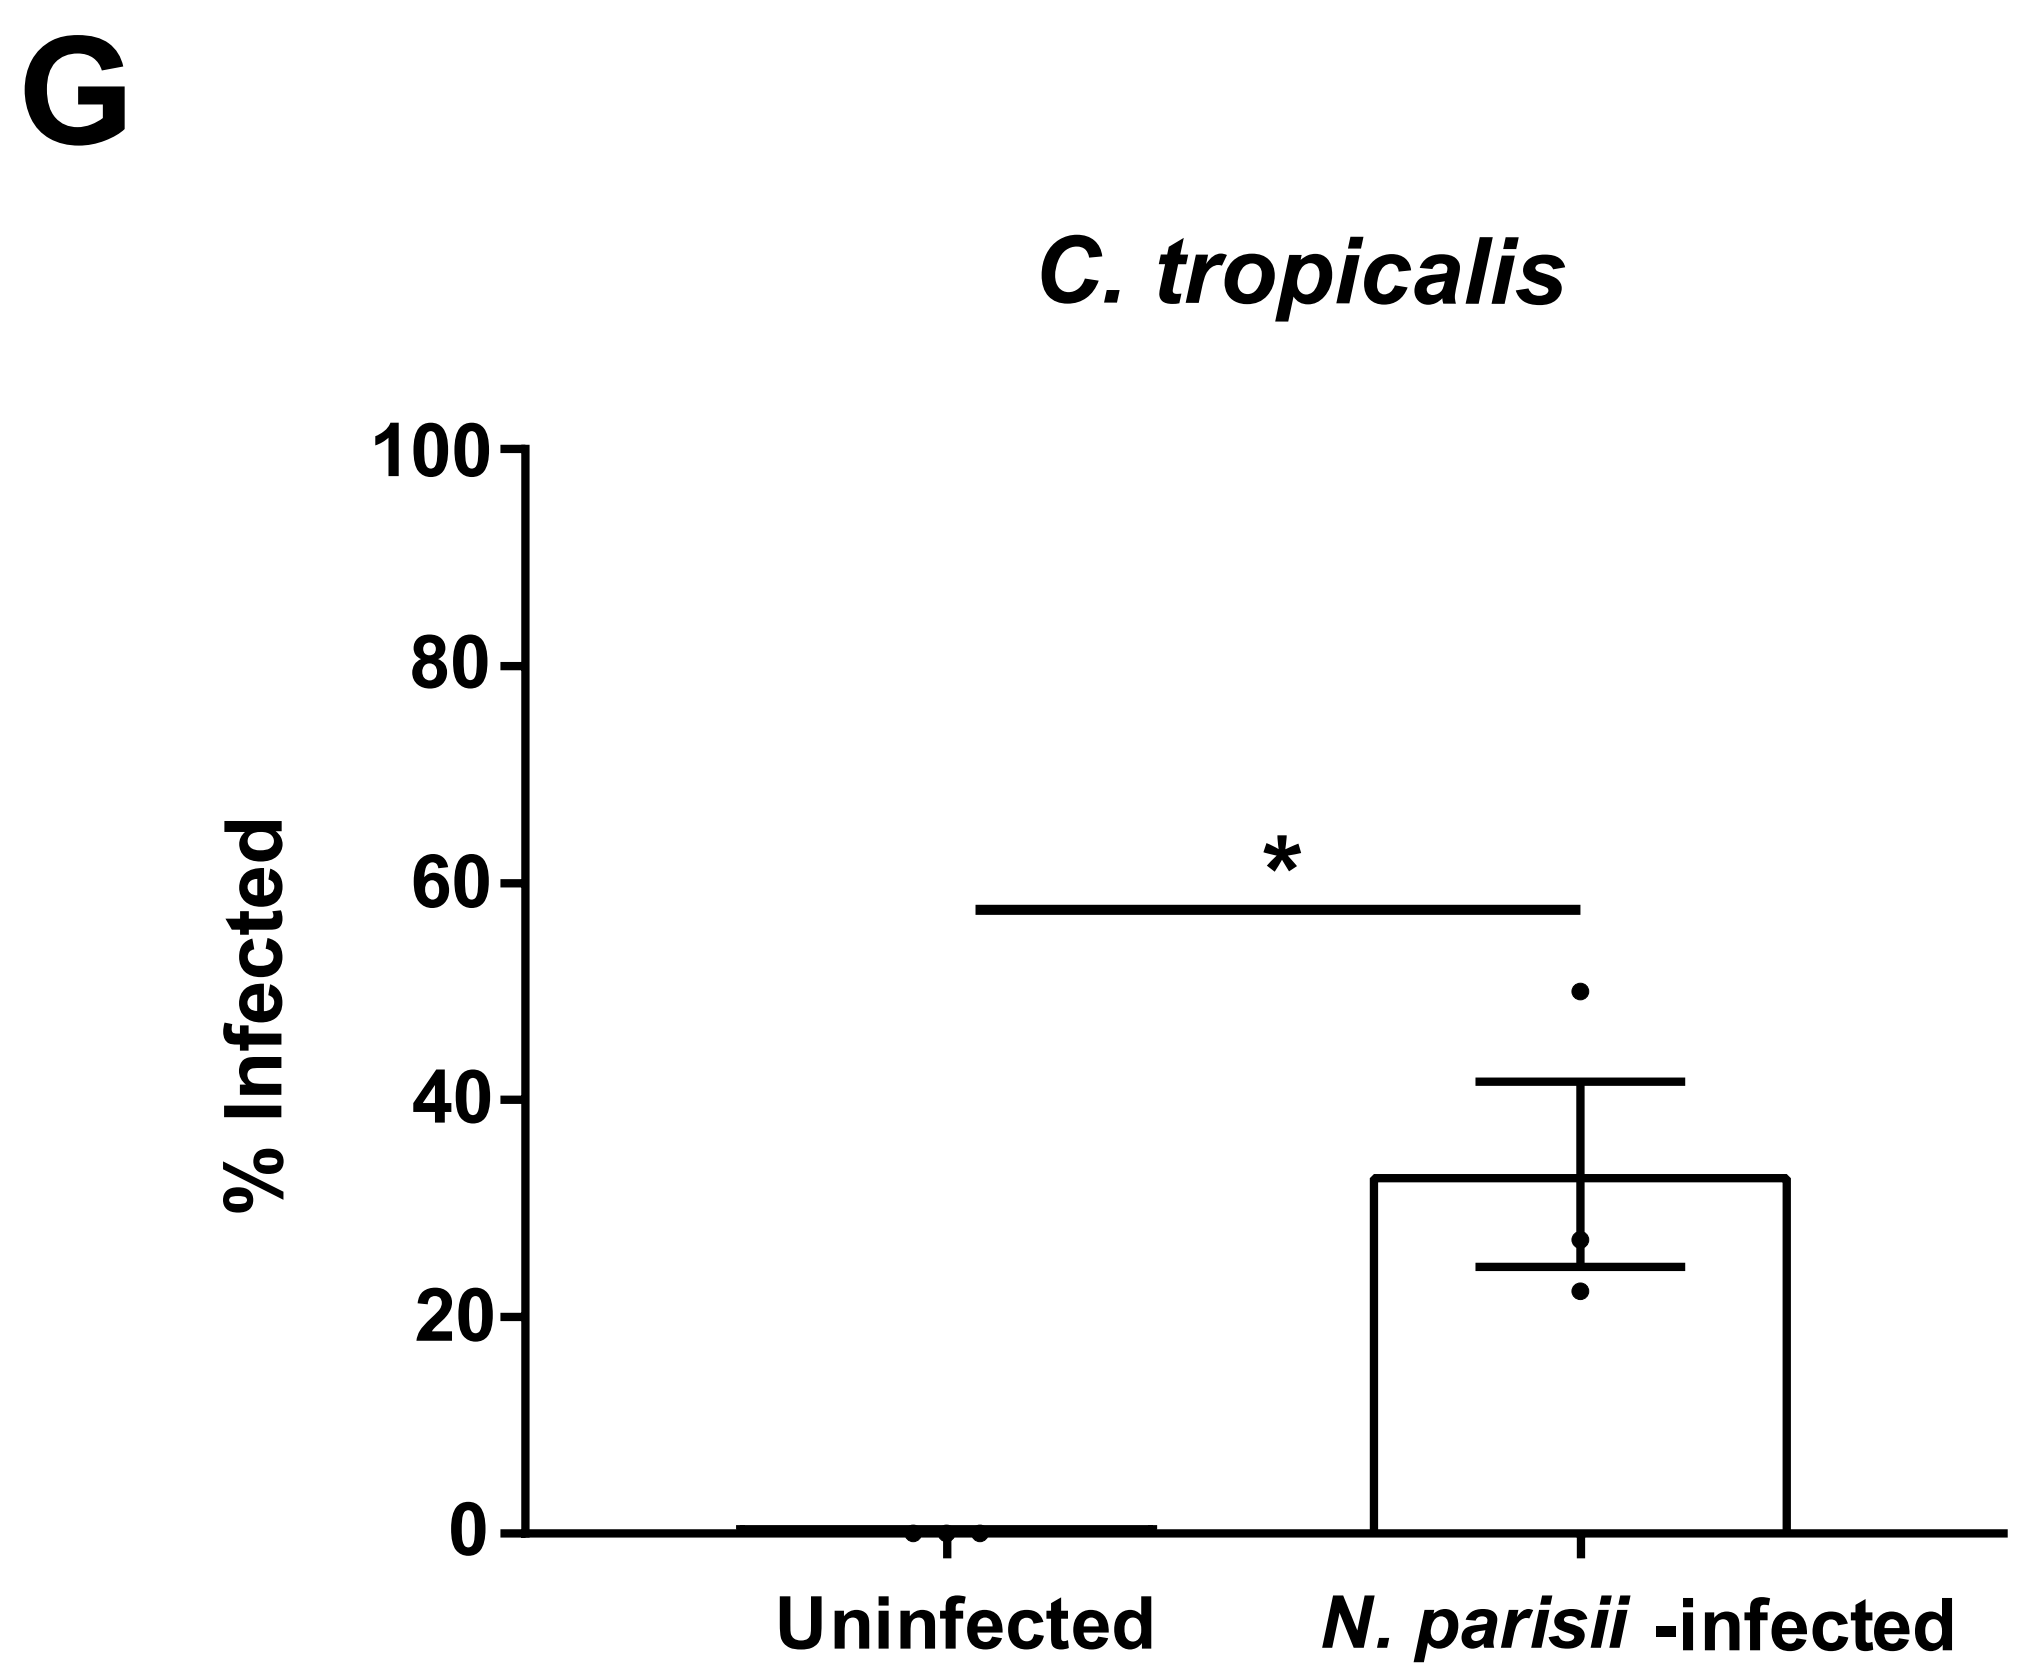 G
C. tropicalis
100
80
60
40
20
0
% Infected
*
Uninfected
N. parisii -infected